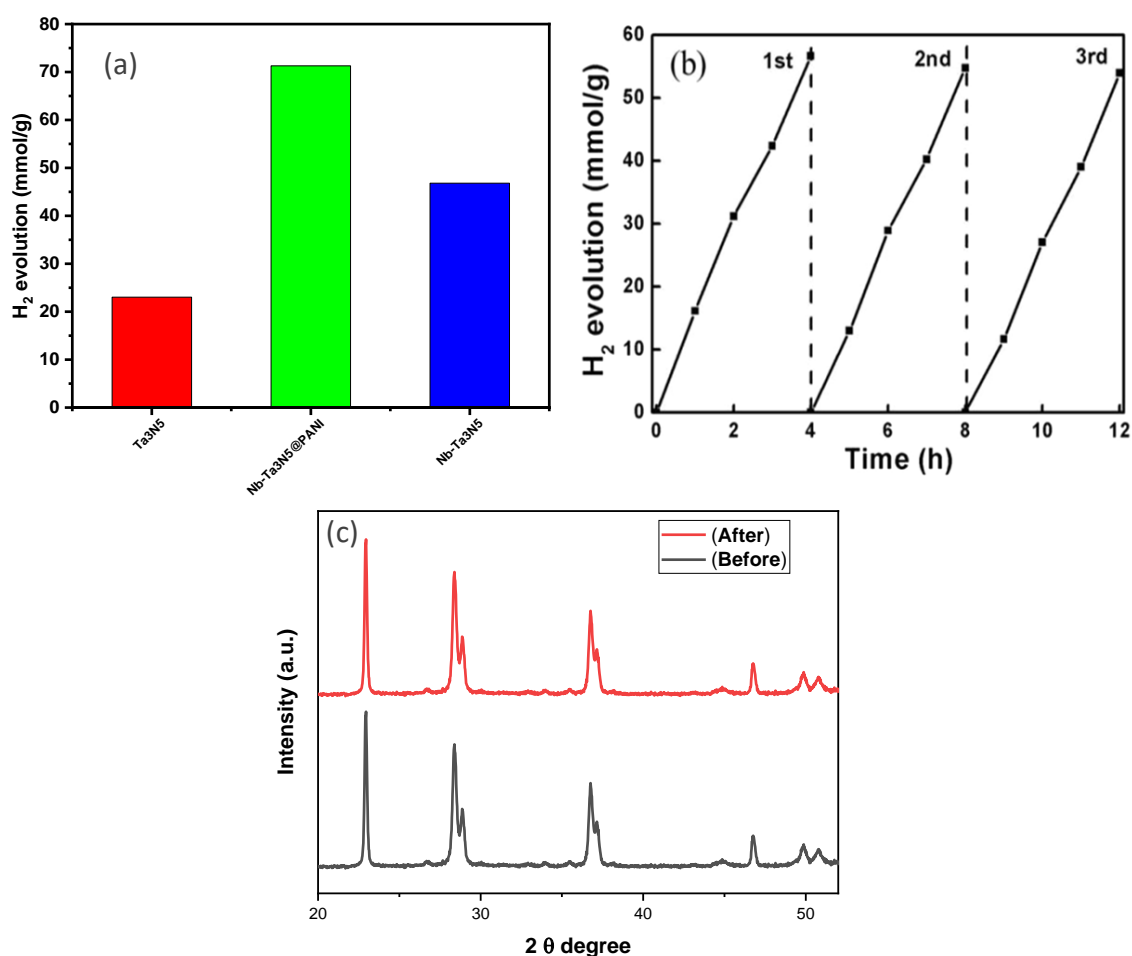 (a)
H₂ evolution (mmol/g)
80
70
60
50
40
30
20
10
0
Ta3N5
Nb-Ta3N5@PANI
Nb-Ta3N5
(b)
1st
2nd
3rd
H₂ evolution (mmol/g)
60
50
40
30
20
10
0
0 2 4 6 8 10 12
Time (h)
(c)
(After)
(Before)
Intensity (a.u.)
20 30 40 50
2 θ degree